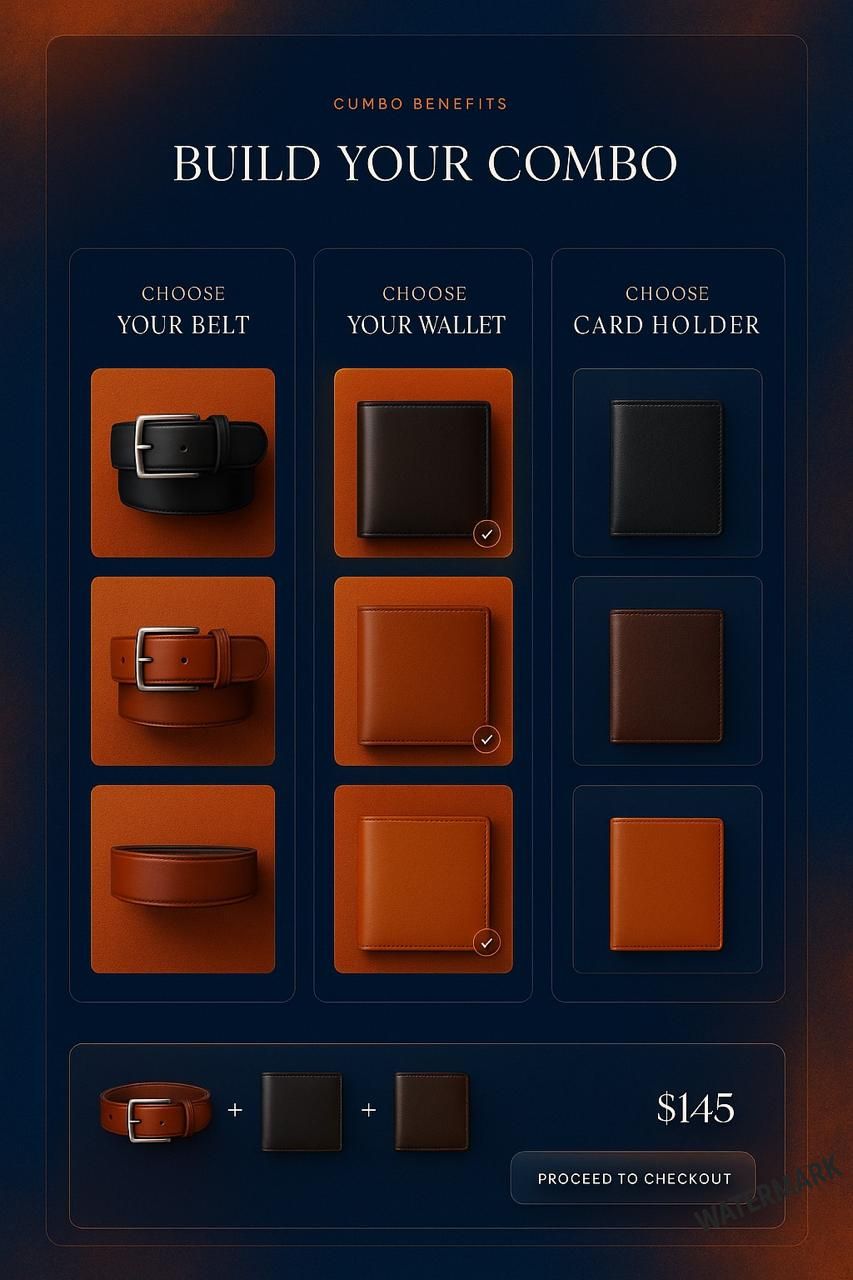 CUMBO BENEFITS
BUILD YOUR COMBO
CHOOSE
YOUR BELT
CHOOSE
YOUR WALLET
CHOOSE
CARD HOLDER
+
+
$145
PROCEED TO CHECKOUT
WATERMARK